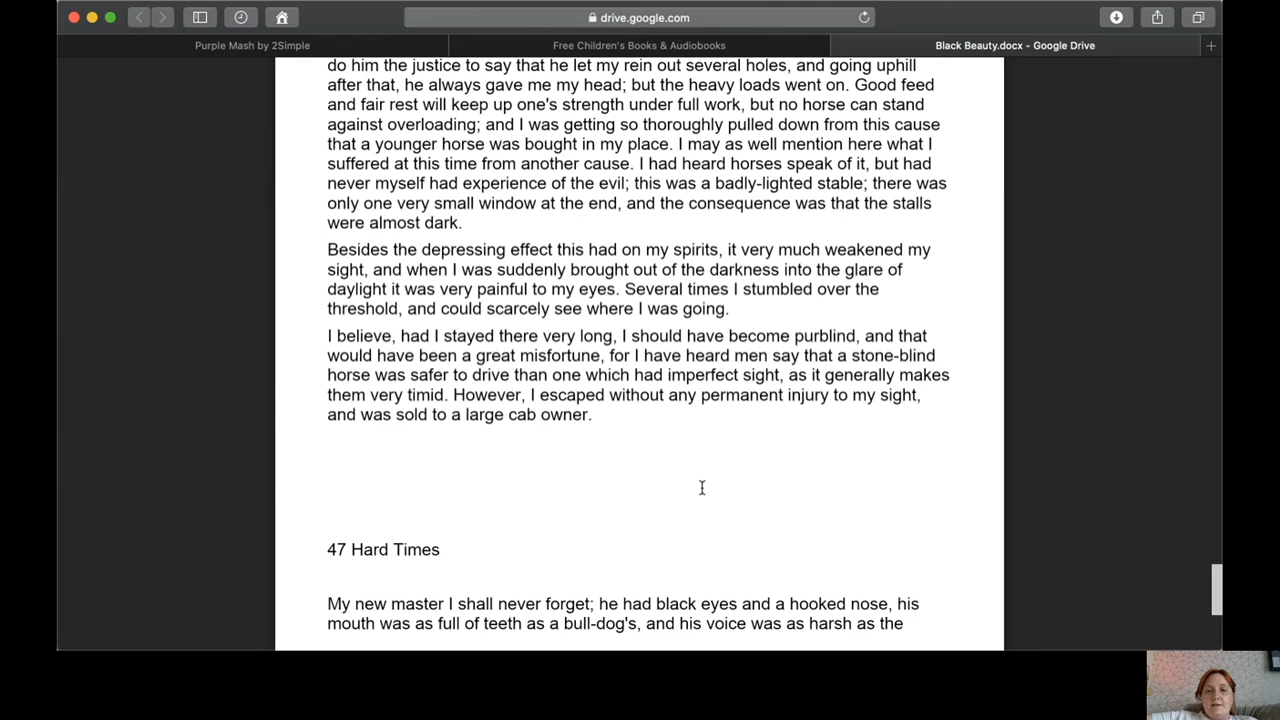 drive.google.com
Purple Mash by 2Simple
Free Children's Books & Audiobooks
Black Beauty.docx - Google Drive
do him the justice to say that he let my rein out several holes, and going uphill
after that, he always gave me my head; but the heavy loads went on. Good feed
and fair rest will keep up one's strength under full work, but no horse can stand
against overloading; and I was getting so thoroughly pulled down from this cause
that a younger horse was bought in my place. I may as well mention here what I
suffered at this time from another cause. I had heard horses speak of it, but had
never myself had experience of the evil; this was a badly-lighted stable; there was
only one very small window at the end, and the consequence was that the stalls
were almost dark.
Besides the depressing effect this had on my spirits, it very much weakened my
sight, and when I was suddenly brought out of the darkness into the glare of
daylight it was very painful to my eyes. Several times I stumbled over the
threshold, and could scarcely see where I was going.
I believe, had I stayed there very long, I should have become purblind, and that
would have been a great misfortune, for I have heard men say that a stone-blind
horse was safer to drive than one which had imperfect sight, as it generally makes
them very timid. However, I escaped without any permanent injury to my sight,
and was sold to a large cab owner.
47 Hard Times
My new master I shall never forget; he had black eyes and a hooked nose, his
mouth was as full of teeth as a bull-dog's, and his voice was as harsh as the